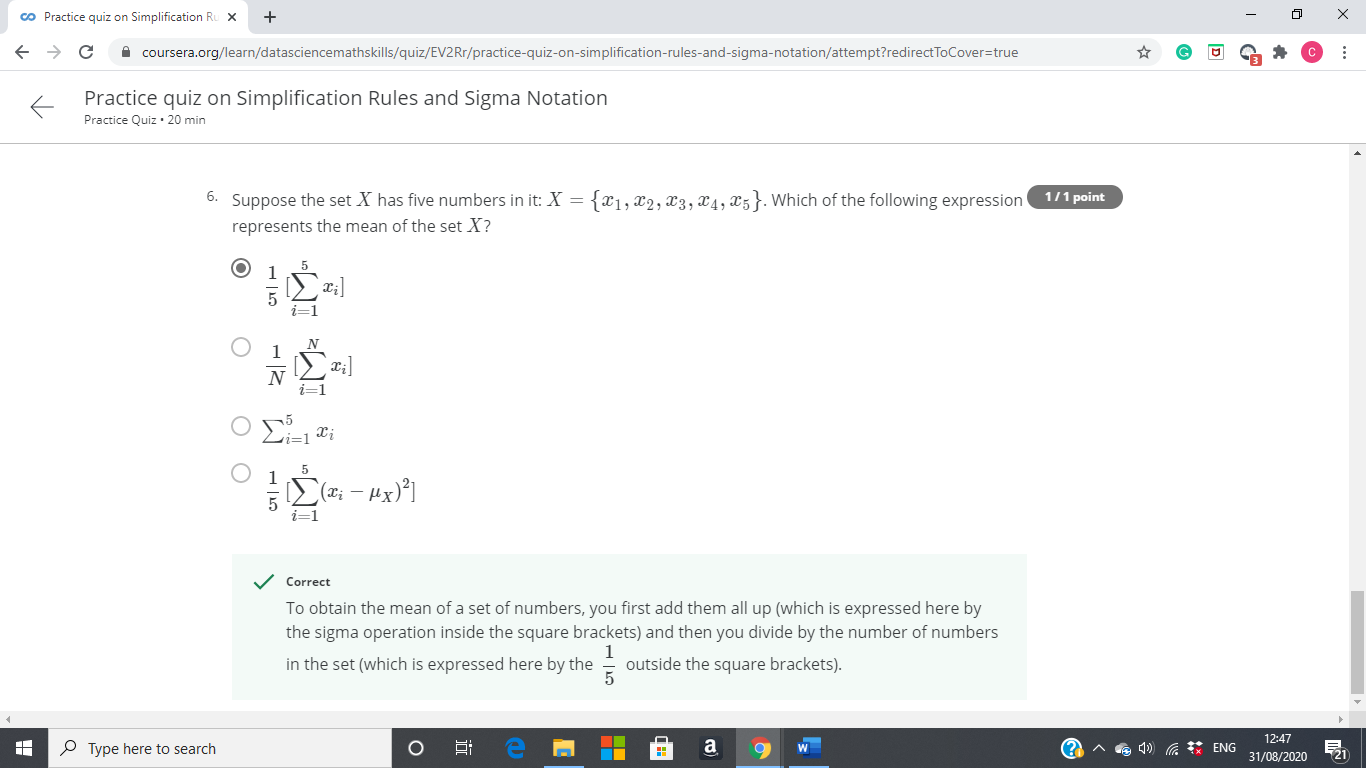 Practice quiz on Simplification Ru
coursera.org/learn/datasciencemathskills/quiz/EV2Rr/practice-quiz-on-simplification-rules-and-sigma-notation/attempt?redirectToCover=true
3
C
Practice quiz on Simplification Rules and Sigma Notation
Practice Quiz • 20 min
6. Suppose the set X has five numbers in it: X = {x₁, x₂, x₃, x₄, x₅}. Which of the following expression 1 / 1 point
represents the mean of the set X?
1/5 [∑_{i=1}^{5} x_i]
1/N [∑_{i=1}^{N} x_i]
∑_{i=1}^{5} x_i
1/5 [∑_{i=1}^{5} (x_i − μ_X)²]
Correct
To obtain the mean of a set of numbers, you first add them all up (which is expressed here by
the sigma operation inside the square brackets) and then you divide by the number of numbers
in the set (which is expressed here by the 1/5 outside the square brackets).
Type here to search
ENG
12:47
31/08/2020
21